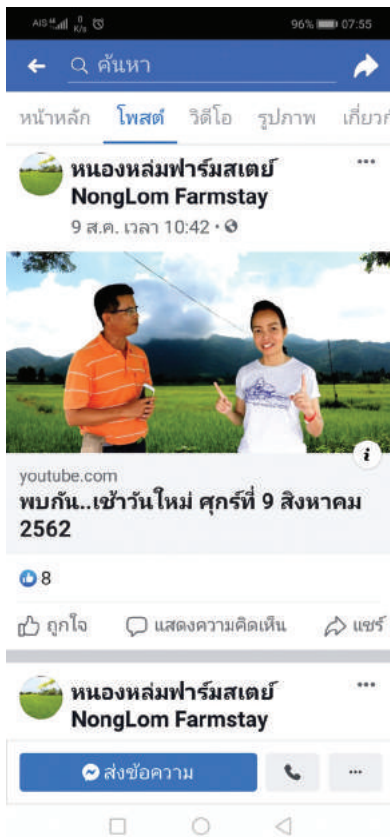 AIS 4G 0 K/s 96% 07:55
ค้นหา
หน้าหลัก โพสต์ วิดีโอ รูปภาพ เกี่ยวกั
หนองหล่มฟาร์มสเตย์
NongLom Farmstay
9 ส.ค. เวลา 10:42 •
youtube.com
พบกัน..เช้าวันใหม่ ศุกร์ที่ 9 สิงหาคม
2562
8
ถูกใจ แสดงความคิดเห็น แชร์
หนองหล่มฟาร์มสเตย์
NongLom Farmstay
ส่งข้อความ